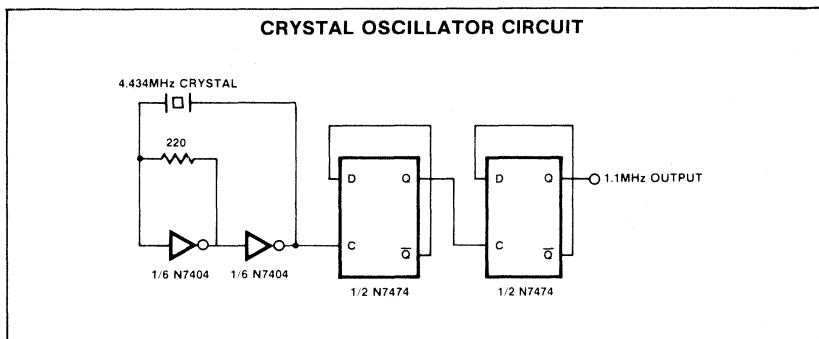 CRYSTAL OSCILLATOR CIRCUIT
4.434MHz CRYSTAL
220
D Q
D Q
1.1MHz OUTPUT
C Q̅
C Q̅
1/6 N7404 1/6 N7404
1/2 N7474
1/2 N7474